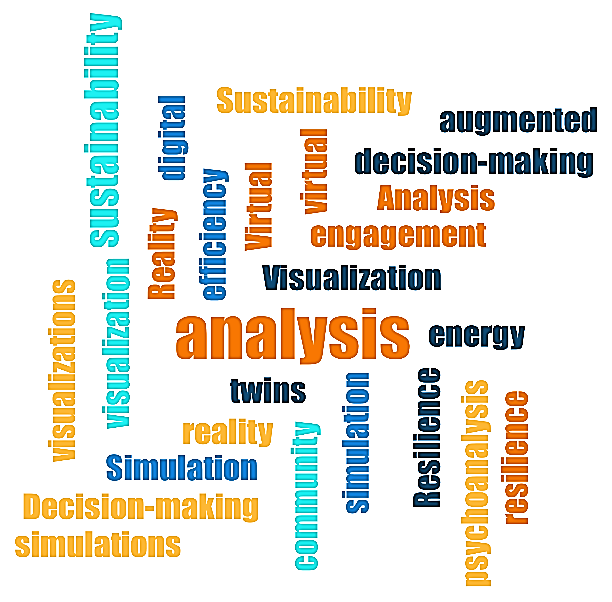 sustainability
Sustainability
digital
augmented
virtual
decision-making
Virtual
efficiency
Analysis
Reality
engagement
Visualization
visualization
visualizations
analysis
energy
twins
simulation
Resilience
psychoanalysis
resilience
reality
community
Simulation
Decision-making
simulations